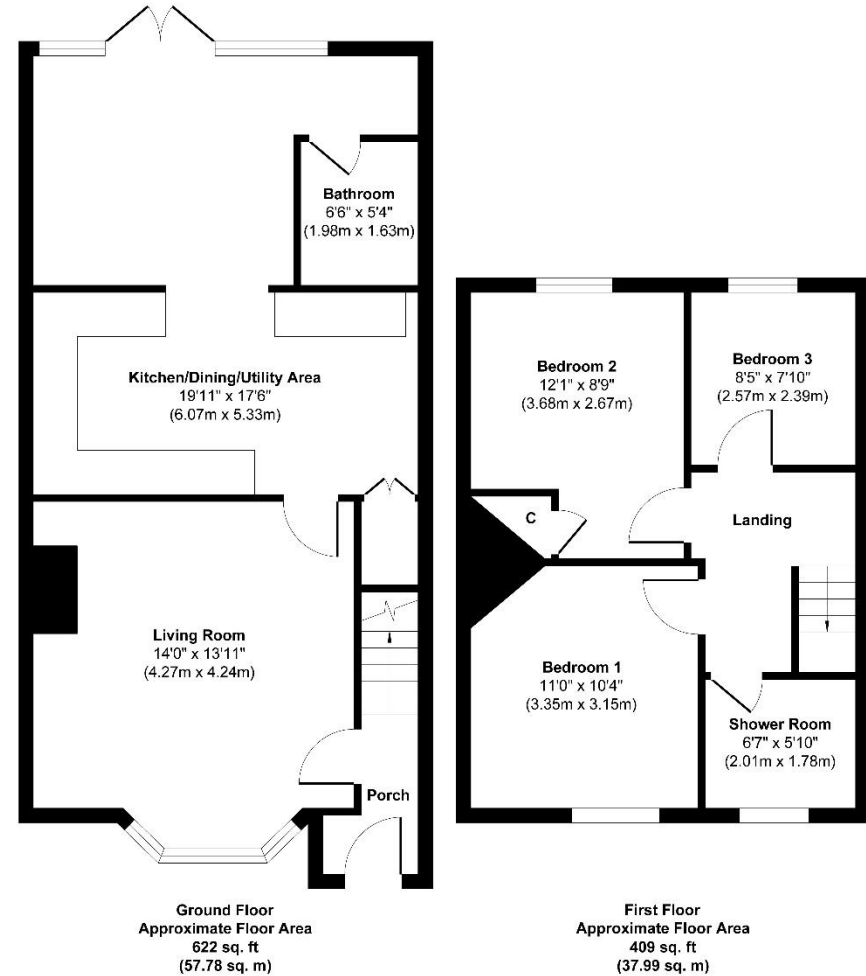 Bathroom
6'6" x 5'4"
(1.98m x 1.63m)
Kitchen/Dining/Utility Area
19'11" x 17'6"
(6.07m x 5.33m)
Living Room
14'0" x 13'11"
(4.27m x 4.24m)
Porch
Ground Floor
Approximate Floor Area
622 sq. ft
(57.78 sq. m)
Bedroom 2
12'1" x 8'9"
(3.68m x 2.67m)
Bedroom 3
8'5" x 7'10"
(2.57m x 2.39m)
C
Landing
Bedroom 1
11'0" x 10'4"
(3.35m x 3.15m)
Shower Room
6'7" x 5'10"
(2.01m x 1.78m)
First Floor
Approximate Floor Area
409 sq. ft
(37.99 sq. m)